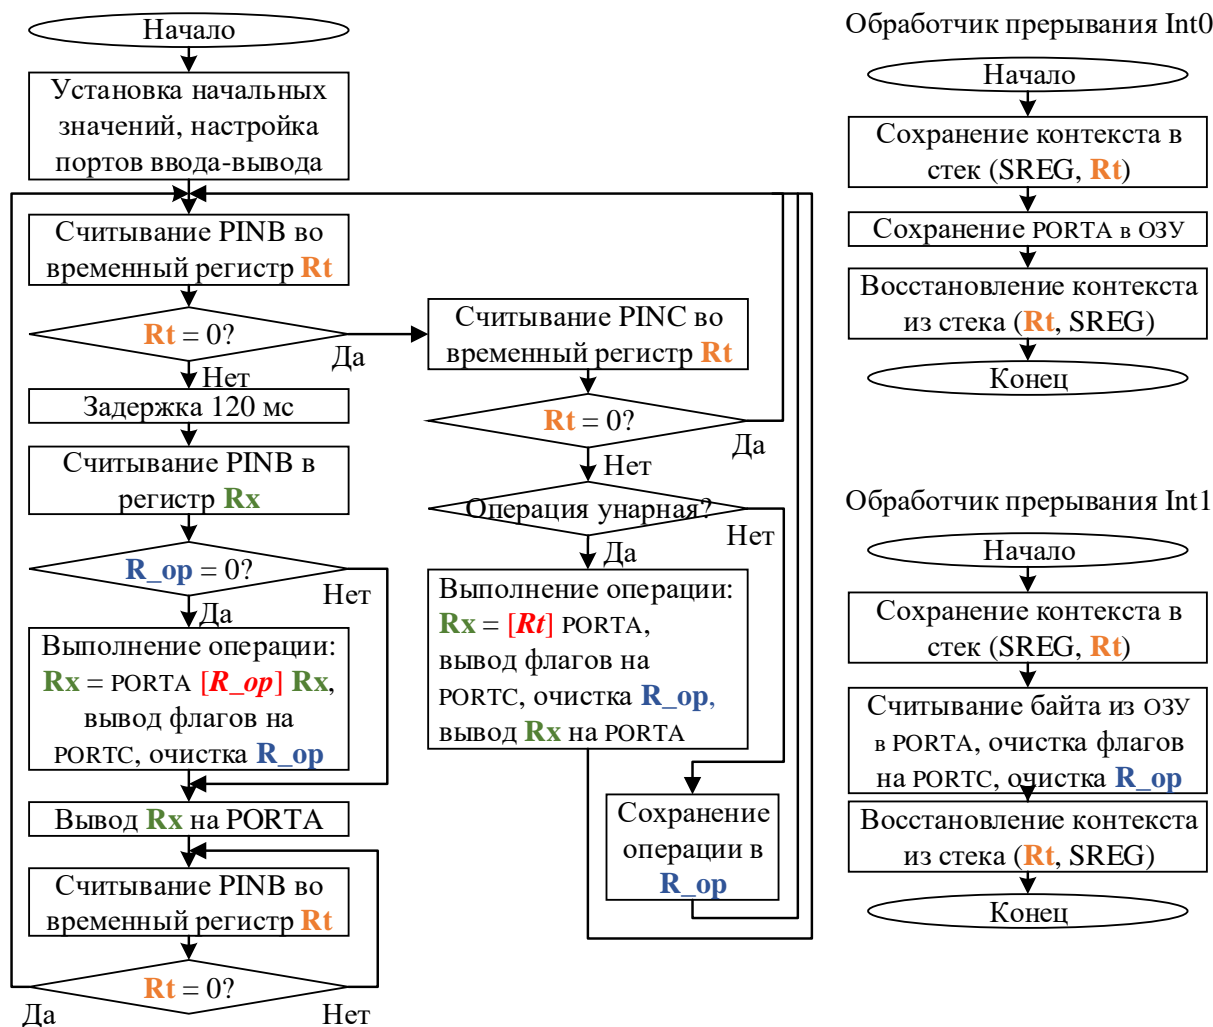 Начало
Установка начальных
значений, настройка
портов ввода-вывода
Считывание PINB во
временный регистр Rt
Rt = 0?
Да
Нет
Задержка 120 мс
Считывание PINB в
регистр Rx
R_op = 0?
Нет
Да
Выполнение операции:
Rx = PORTA [R_op] Rx,
вывод флагов на
PORTC, очистка R_op
Вывод Rx на PORTA
Считывание PINB во
временный регистр Rt
Rt = 0?
Да
Нет
Считывание PINC во
временный регистр Rt
Rt = 0?
Да
Нет
Операция унарная?
Нет
Да
Выполнение операции:
Rx = [Rt] PORTA,
вывод флагов на
PORTC, очистка R_op,
вывод Rx на PORTA
Сохранение
операции в
R_op
Обработчик прерывания Int0
Начало
Сохранение контекста в
стек (SREG, Rt)
Сохранение PORTA в ОЗУ
Восстановление контекста
из стека (Rt, SREG)
Конец
Обработчик прерывания Int1
Начало
Сохранение контекста в
стек (SREG, Rt)
Считывание байта из ОЗУ
в PORTA, очистка флагов
на PORTC, очистка R_op
Восстановление контекста
из стека (Rt, SREG)
Конец